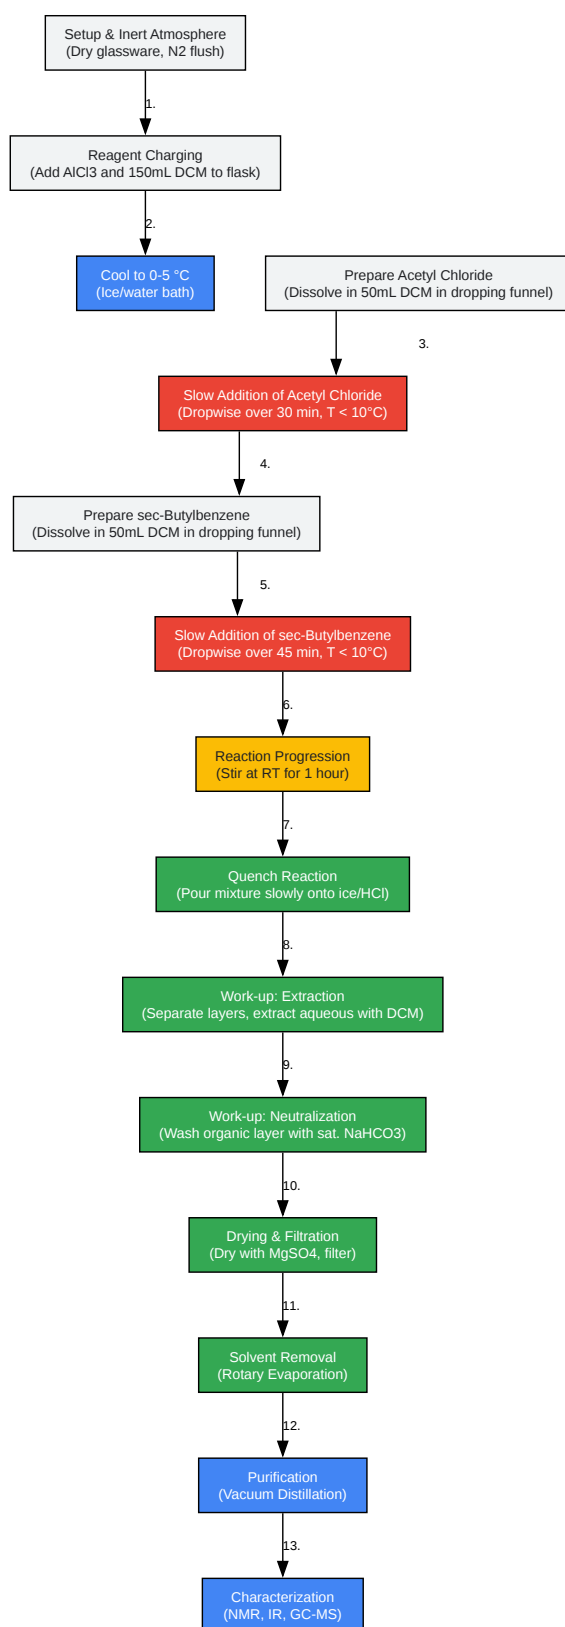 Setup & Inert Atmosphere
(Dry glassware, N2 flush)
1.
Reagent Charging
(Add AlCl3 and 150mL DCM to flask)
2.
Cool to 0-5 °C
(Ice/water bath)
Prepare Acetyl Chloride
(Dissolve in 50mL DCM in dropping funnel)
3.
Slow Addition of Acetyl Chloride
(Dropwise over 30 min, T < 10°C)
4.
Prepare sec-Butylbenzene
(Dissolve in 50mL DCM in dropping funnel)
5.
Slow Addition of sec-Butylbenzene
(Dropwise over 45 min, T < 10°C)
6.
Reaction Progression
(Stir at RT for 1 hour)
7.
Quench Reaction
(Pour mixture slowly onto ice/HCl)
8.
Work-up: Extraction
(Separate layers, extract aqueous with DCM)
9.
Work-up: Neutralization
(Wash organic layer with sat. NaHCO3)
10.
Drying & Filtration
(Dry with MgSO4, filter)
11.
Solvent Removal
(Rotary Evaporation)
12.
Purification
(Vacuum Distillation)
13.
Characterization
(NMR, IR, GC-MS)